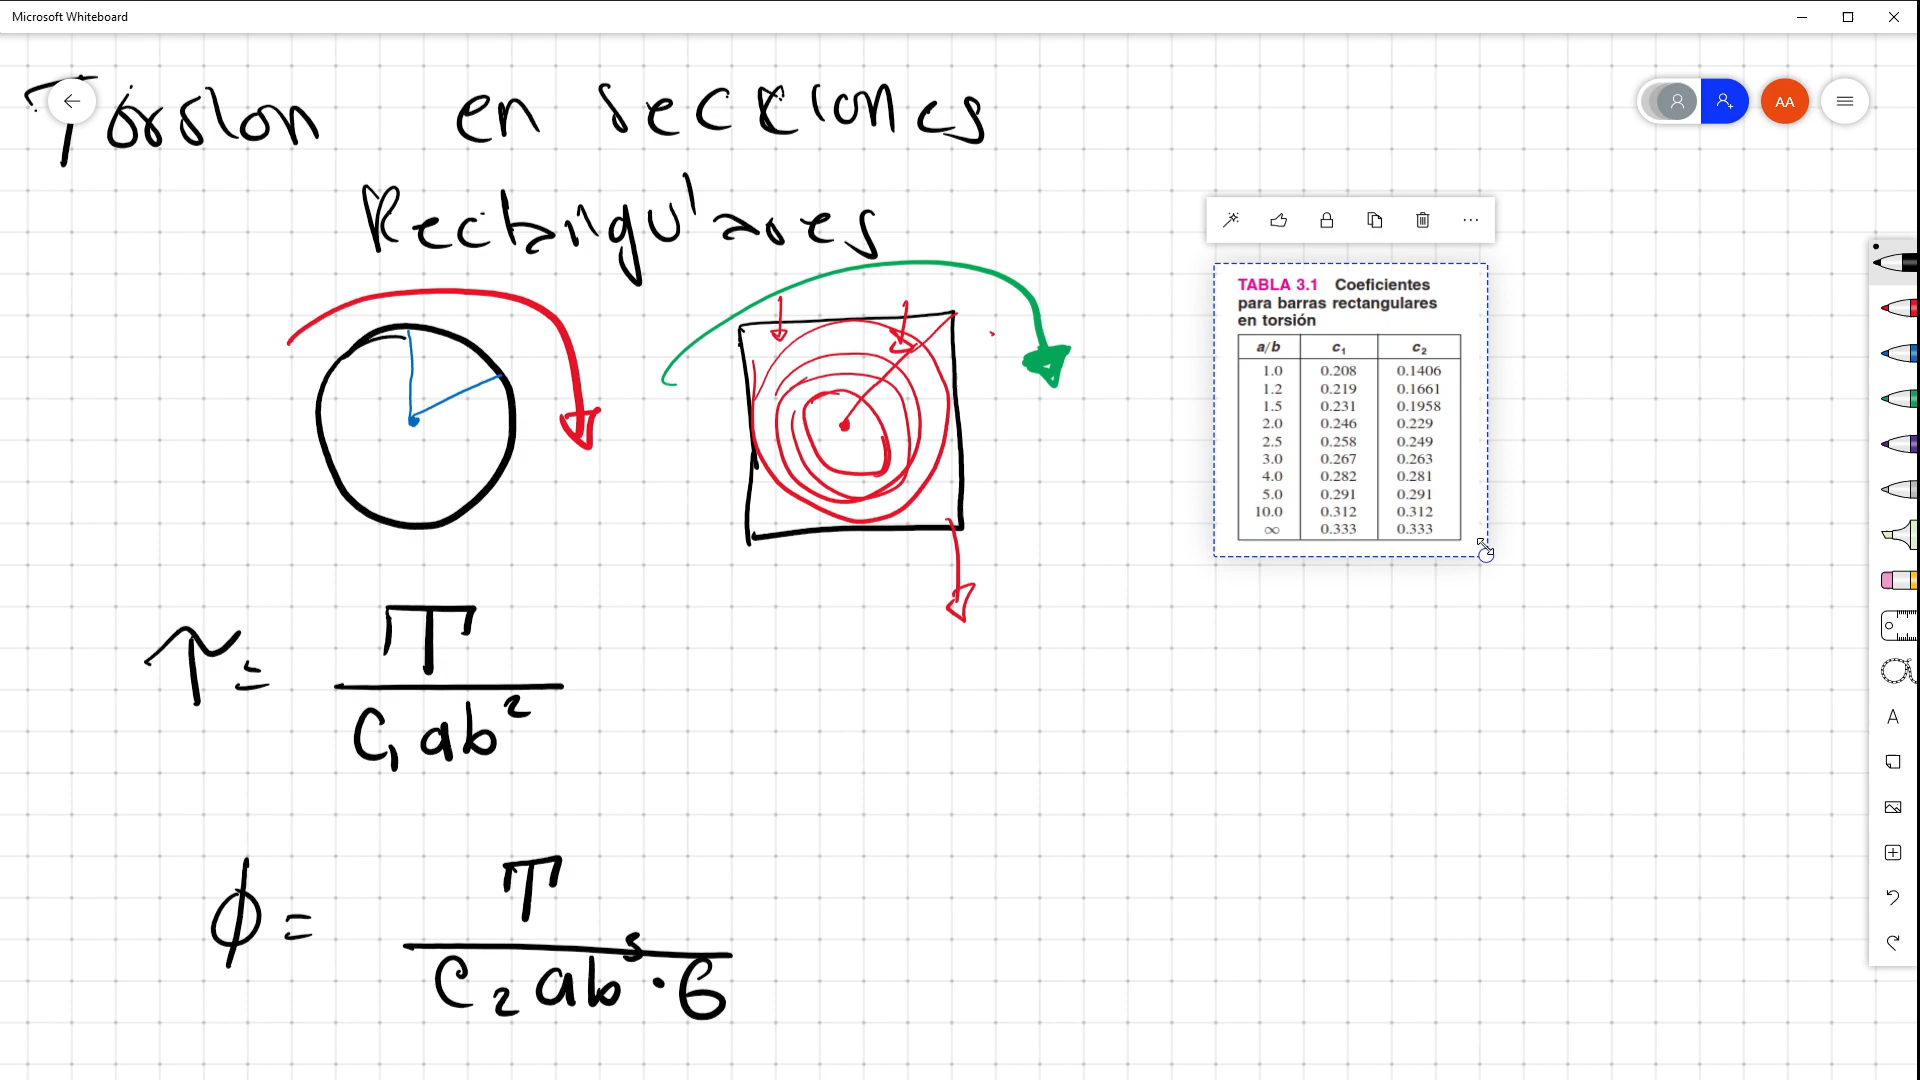 Microsoft Whiteboard
Torsion en secciones
Rectangulares
AA
TABLA 3.1 Coeficientes
para barras rectangulares
en torsión
a/b c₁ c₂
1.0 0.208 0.1406
1.2 0.219 0.1661
1.5 0.231 0.1958
2.0 0.246 0.229
2.5 0.258 0.249
3.0 0.267 0.263
4.0 0.282 0.281
5.0 0.291 0.291
10.0 0.312 0.312
∞ 0.333 0.333
τ = T
C₁ab²
ϕ = T
C₂ab³·G